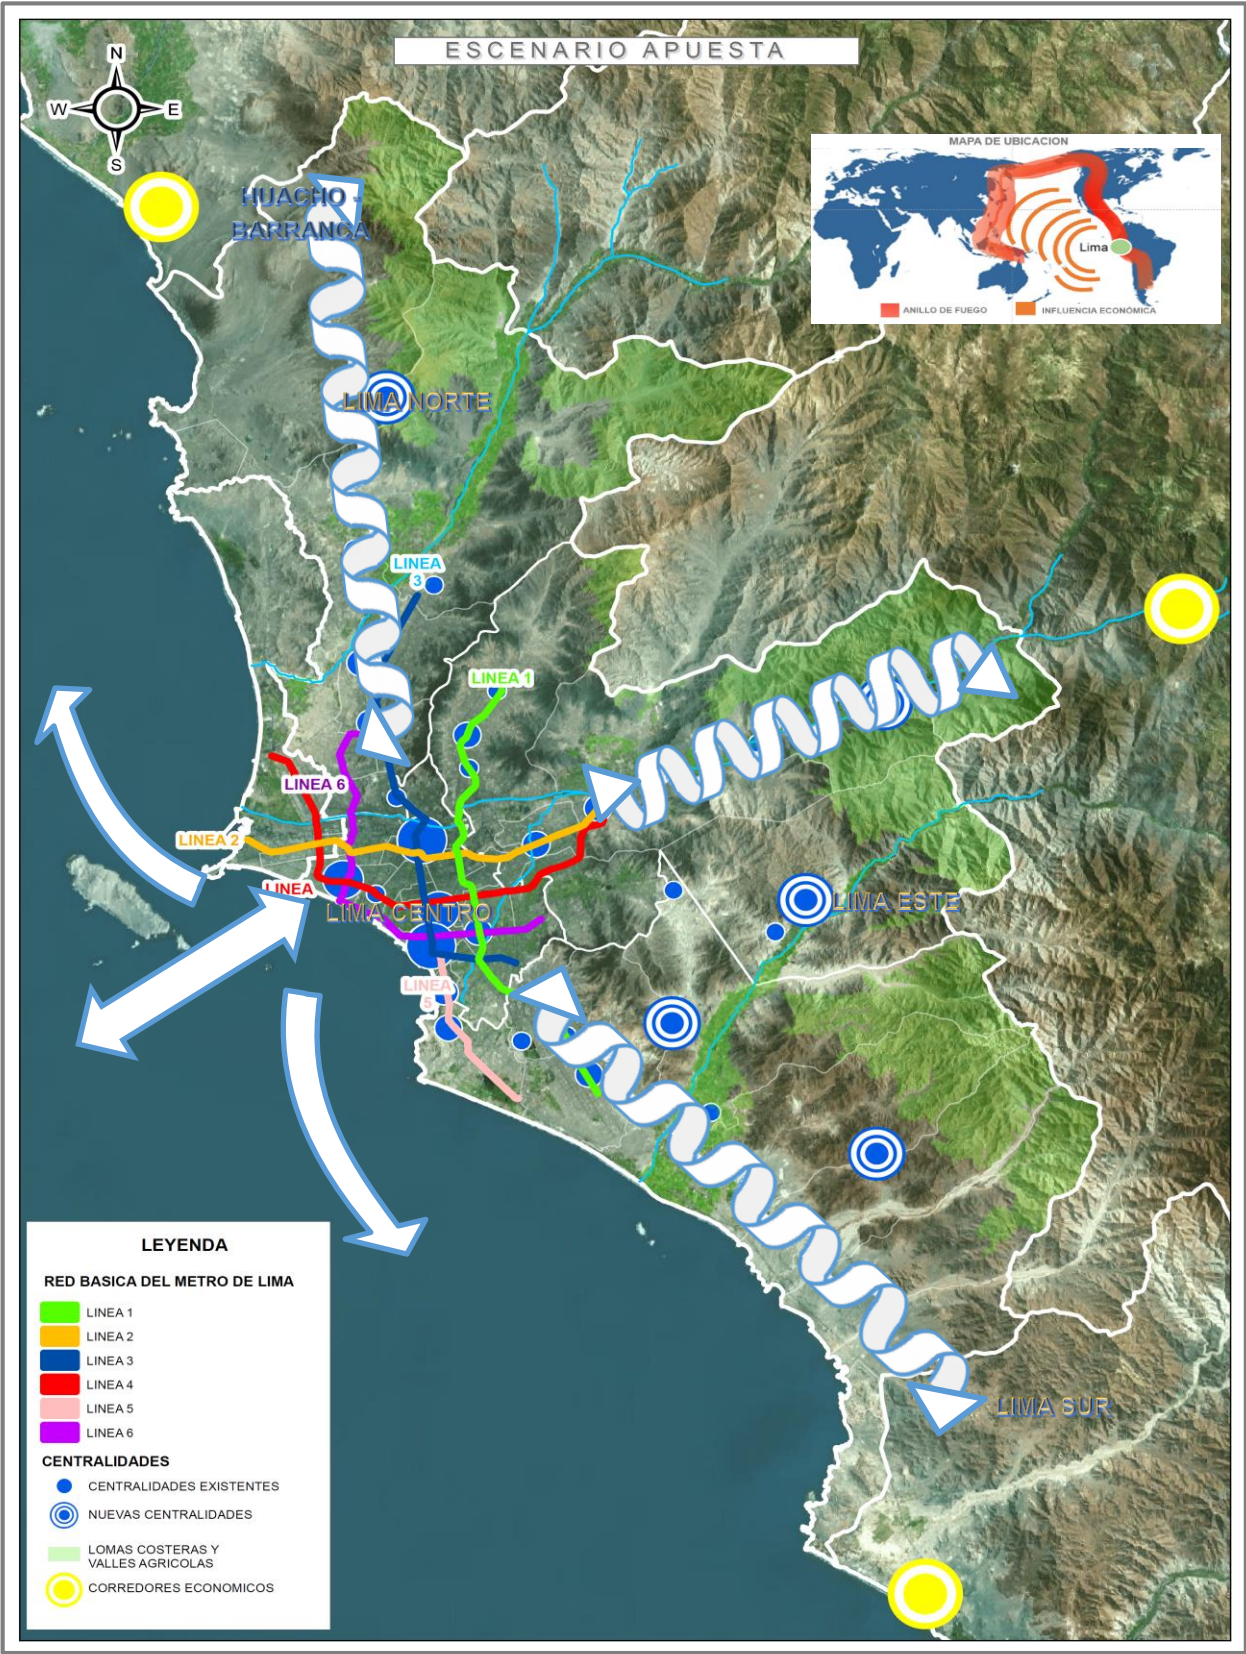 ESCENARIO APUESTA
N
W
E
S
MAPA DE UBICACION
Lima
ANILLO DE FUEGO
INFLUENCIA ECONÓMICA
HUACHO -
BARRANCA
LIMA NORTE
LINEA
3
LINEA 1
LINEA 6
LINEA 2
LINEA
LIMA CENTRO
LIMA ESTE
LINEA
5
LIMA SUR
LEYENDA
RED BASICA DEL METRO DE LIMA
LINEA 1
LINEA 2
LINEA 3
LINEA 4
LINEA 5
LINEA 6
CENTRALIDADES
CENTRALIDADES EXISTENTES
NUEVAS CENTRALIDADES
LOMAS COSTERAS Y
VALLES AGRICOLAS
CORREDORES ECONOMICOS